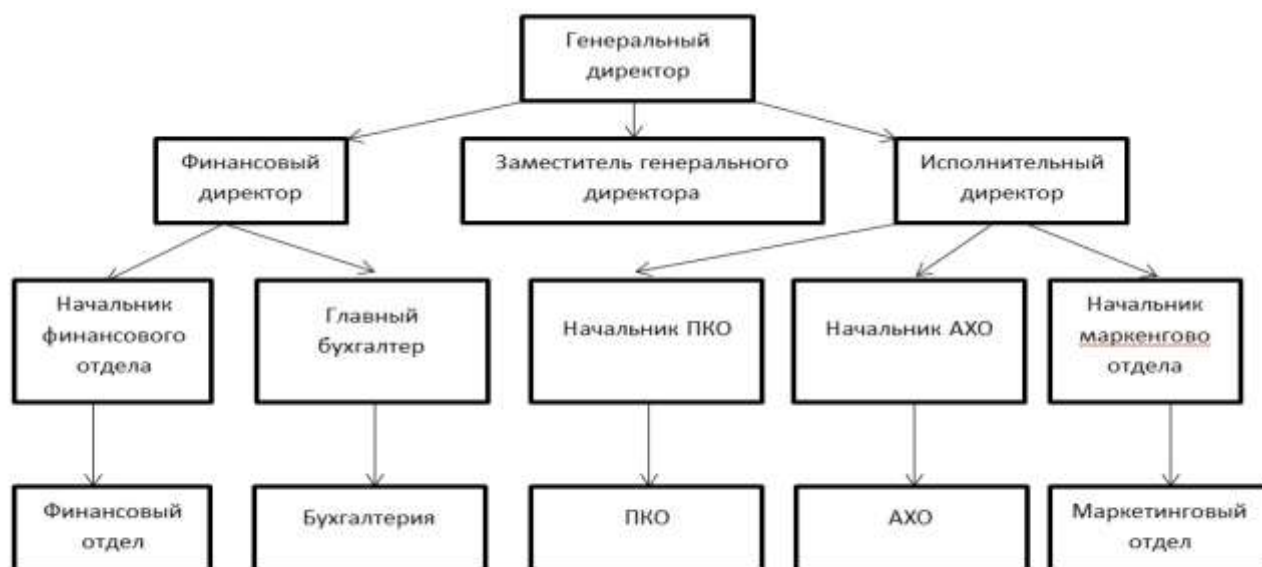 Генеральный
директор
Финансовый
директор
Заместитель генерального
директора
Исполнительный
директор
Начальник
финансового
отдела
Главный
бухгалтер
Начальник ПКО
Начальник АХО
Начальник
маркенгово
отдела
Финансовый
отдел
Бухгалтерия
ПКО
АХО
Маркетинговый
отдел